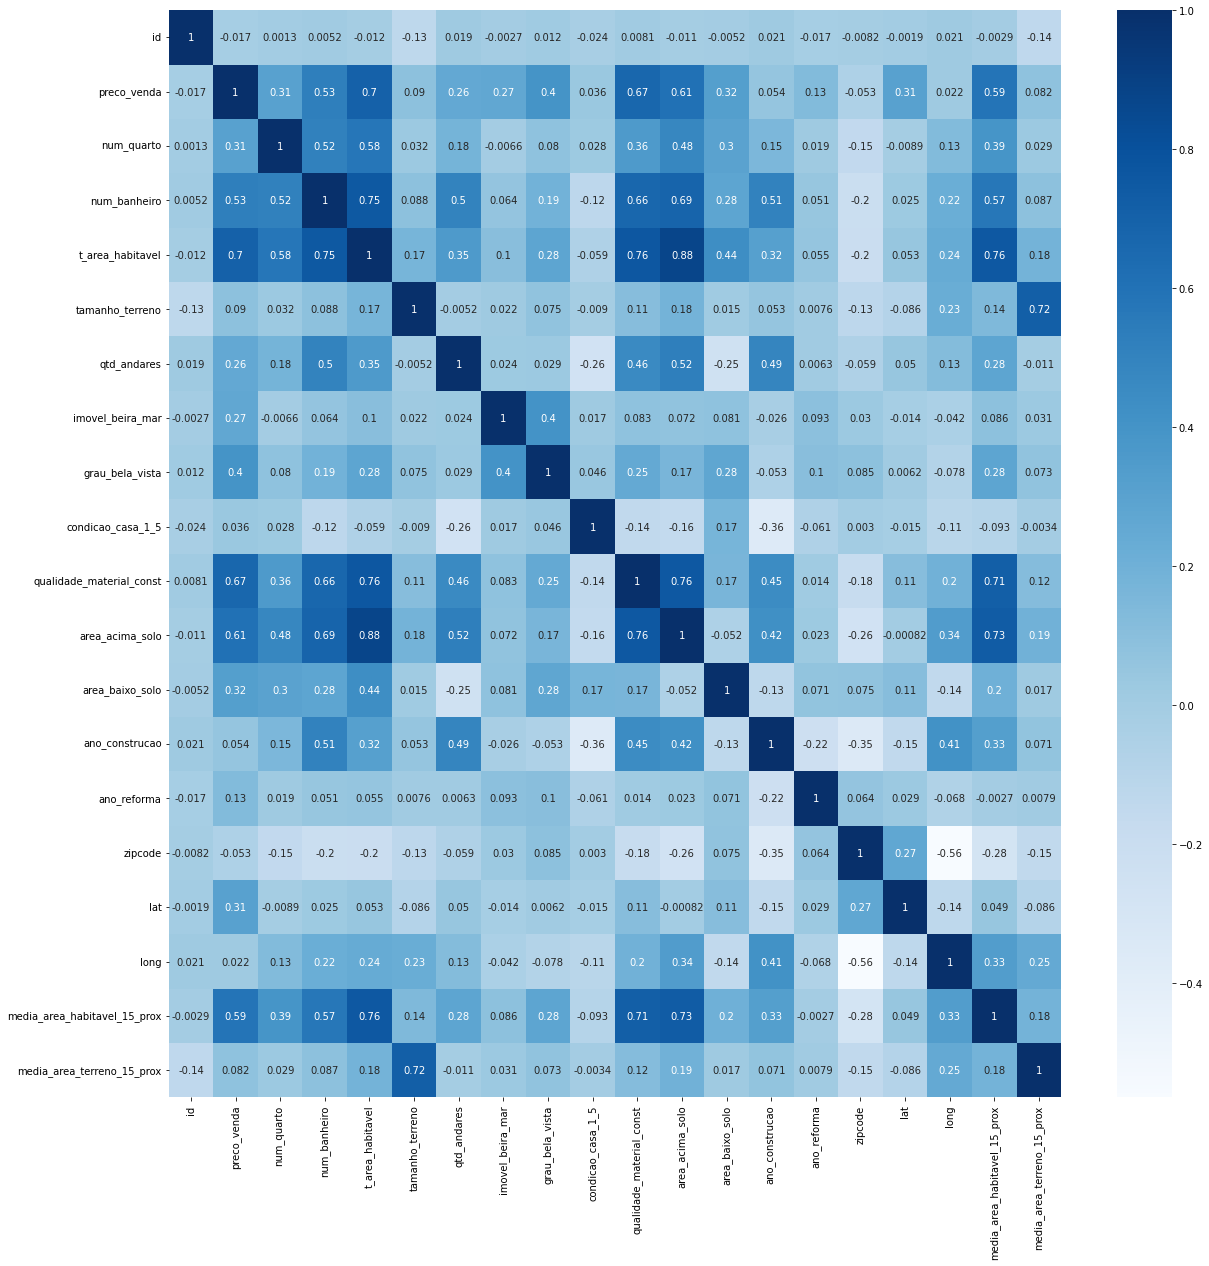 id 1 -0.017 0.0013 0.0052 -0.012 -0.13 0.019 -0.0027 0.012 -0.024 0.0081 -0.011 -0.0052 0.021 -0.017 -0.0082 -0.0019 0.021 -0.0029 -0.14
preco_venda -0.017 1 0.31 0.53 0.7 0.09 0.26 0.27 0.4 0.036 0.67 0.61 0.32 0.054 0.13 -0.053 0.31 0.022 0.59 0.082
num_quarto 0.0013 0.31 1 0.52 0.58 0.032 0.18 -0.0066 0.08 0.028 0.36 0.48 0.3 0.15 0.019 -0.15 -0.0089 0.13 0.39 0.029
num_banheiro 0.0052 0.53 0.52 1 0.75 0.088 0.5 0.064 0.19 -0.12 0.66 0.69 0.28 0.51 0.051 -0.2 0.025 0.22 0.57 0.087
t_area_habitavel -0.012 0.7 0.58 0.75 1 0.17 0.35 0.1 0.28 -0.059 0.76 0.88 0.44 0.32 0.055 -0.2 0.053 0.24 0.76 0.18
tamanho_terreno -0.13 0.09 0.032 0.088 0.17 1 -0.0052 0.022 0.075 -0.009 0.11 0.18 0.015 0.053 0.0076 -0.13 -0.086 0.23 0.14 0.72
qtd_andares 0.019 0.26 0.18 0.5 0.35 -0.0052 1 0.024 0.029 -0.26 0.46 0.52 -0.25 0.49 0.0063 -0.059 0.05 0.13 0.28 -0.011
imovel_beira_mar -0.0027 0.27 -0.0066 0.064 0.1 0.022 0.024 1 0.4 0.017 0.083 0.072 0.081 -0.026 0.093 0.03 -0.014 -0.042 0.086 0.031
grau_bela_vista 0.012 0.4 0.08 0.19 0.28 0.075 0.029 0.4 1 0.046 0.25 0.17 0.28 -0.053 0.1 0.085 0.0062 -0.078 0.28 0.073
condicao_casa_1_5 -0.024 0.036 0.028 -0.12 -0.059 -0.009 -0.26 0.017 0.046 1 -0.14 -0.16 0.17 -0.36 -0.061 0.003 -0.015 -0.11 -0.093 -0.0034
qualidade_material_const 0.0081 0.67 0.36 0.66 0.76 0.11 0.46 0.083 0.25 -0.14 1 0.76 0.17 0.45 0.014 -0.18 0.11 0.2 0.71 0.12
area_acima_solo -0.011 0.61 0.48 0.69 0.88 0.18 0.52 0.072 0.17 -0.16 0.76 1 -0.052 0.42 0.023 -0.26 -0.00082 0.34 0.73 0.19
area_baixo_solo -0.0052 0.32 0.3 0.28 0.44 0.015 -0.25 0.081 0.28 0.17 0.17 -0.052 1 -0.13 0.071 0.075 0.11 -0.14 0.2 0.017
ano_construcao 0.021 0.054 0.15 0.51 0.32 0.053 0.49 -0.026 -0.053 -0.36 0.45 0.42 -0.13 1 -0.22 -0.35 -0.15 0.41 0.33 0.071
ano_reforma -0.017 0.13 0.019 0.051 0.055 0.0076 0.0063 0.093 0.1 -0.061 0.014 0.023 0.071 -0.22 1 0.064 0.029 -0.068 -0.0027 0.0079
zipcode -0.0082 -0.053 -0.15 -0.2 -0.2 -0.13 -0.059 0.03 0.085 0.003 -0.18 -0.26 0.075 -0.35 0.064 1 0.27 -0.56 -0.28 -0.15
lat -0.0019 0.31 -0.0089 0.025 0.053 -0.086 0.05 -0.014 0.0062 -0.015 0.11 -0.00082 0.11 -0.15 0.029 0.27 1 -0.14 0.049 -0.086
long 0.021 0.022 0.13 0.22 0.24 0.23 0.13 -0.042 -0.078 -0.11 0.2 0.34 -0.14 0.41 -0.068 -0.56 -0.14 1 0.33 0.25
media_area_habitavel_15_prox -0.0029 0.59 0.39 0.57 0.76 0.14 0.28 0.086 0.28 -0.093 0.71 0.73 0.2 0.33 -0.0027 -0.28 0.049 0.33 1 0.18
media_area_terreno_15_prox -0.14 0.082 0.029 0.087 0.18 0.72 -0.011 0.031 0.073 -0.0034 0.12 0.19 0.017 0.071 0.0079 -0.15 -0.086 0.25 0.18 1
id
preco_venda
num_quarto
num_banheiro
t_area_habitavel
tamanho_terreno
qtd_andares
imovel_beira_mar
grau_bela_vista
condicao_casa_1_5
qualidade_material_const
area_acima_solo
area_baixo_solo
ano_construcao
ano_reforma
zipcode
lat
long
media_area_habitavel_15_prox
media_area_terreno_15_prox
1.0
0.8
0.6
0.4
0.2
0.0
−0.2
−0.4